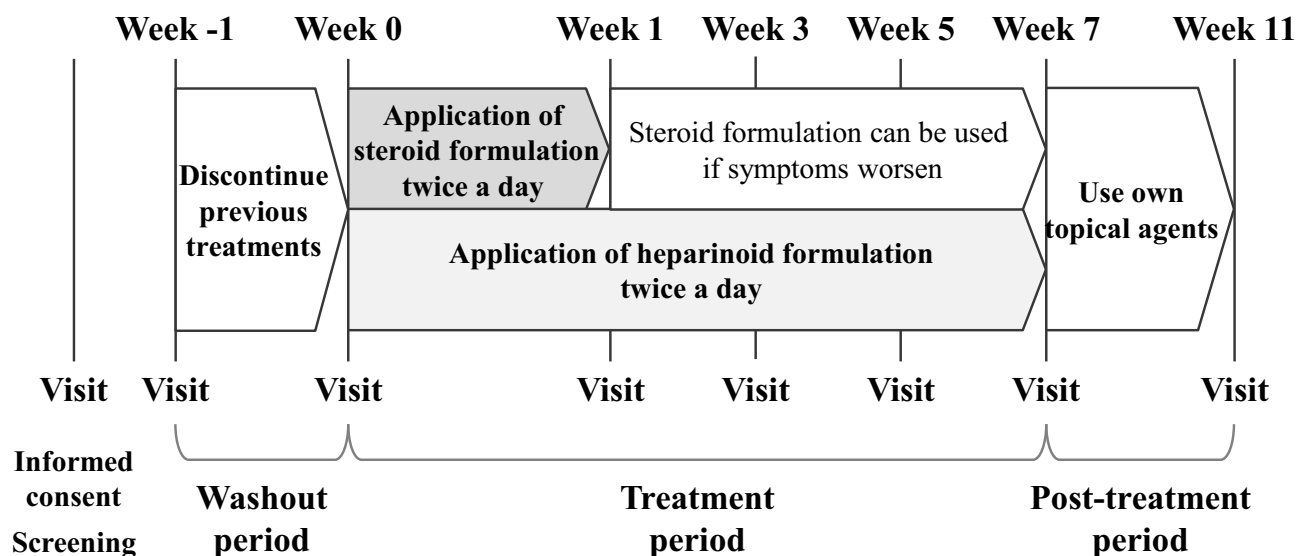 Week -1 Week 0 Week 1 Week 3 Week 5 Week 7 Week 11
Discontinue
previous
treatments
Application of
steroid formulation
twice a day
Steroid formulation can be used
if symptoms worsen
Application of heparinoid formulation
twice a day
Use own
topical agents
Visit Visit Visit Visit Visit Visit Visit Visit
Informed
consent
Screening
Washout
period
Treatment
period
Post-treatment
period